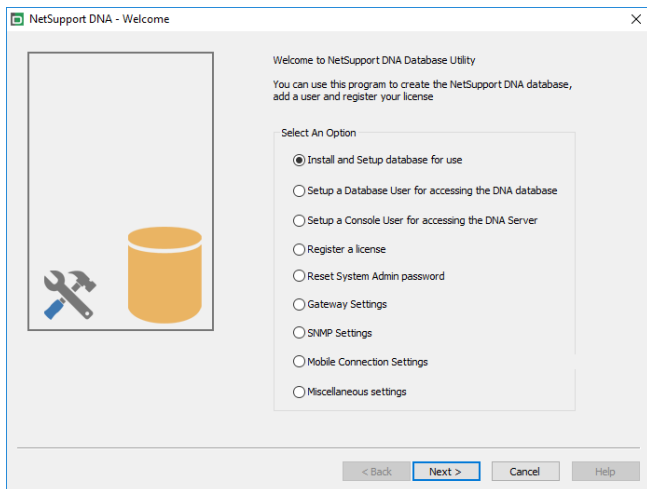 NetSupport DNA - Welcome
Welcome to NetSupport DNA Database Utility
You can use this program to create the NetSupport DNA database,
add a user and register your license
Select An Option
Install and Setup database for use
Setup a Database User for accessing the DNA database
Setup a Console User for accessing the DNA Server
Register a license
Reset System Admin password
Gateway Settings
SNMP Settings
Mobile Connection Settings
Miscellaneous settings
< Back Next > Cancel Help